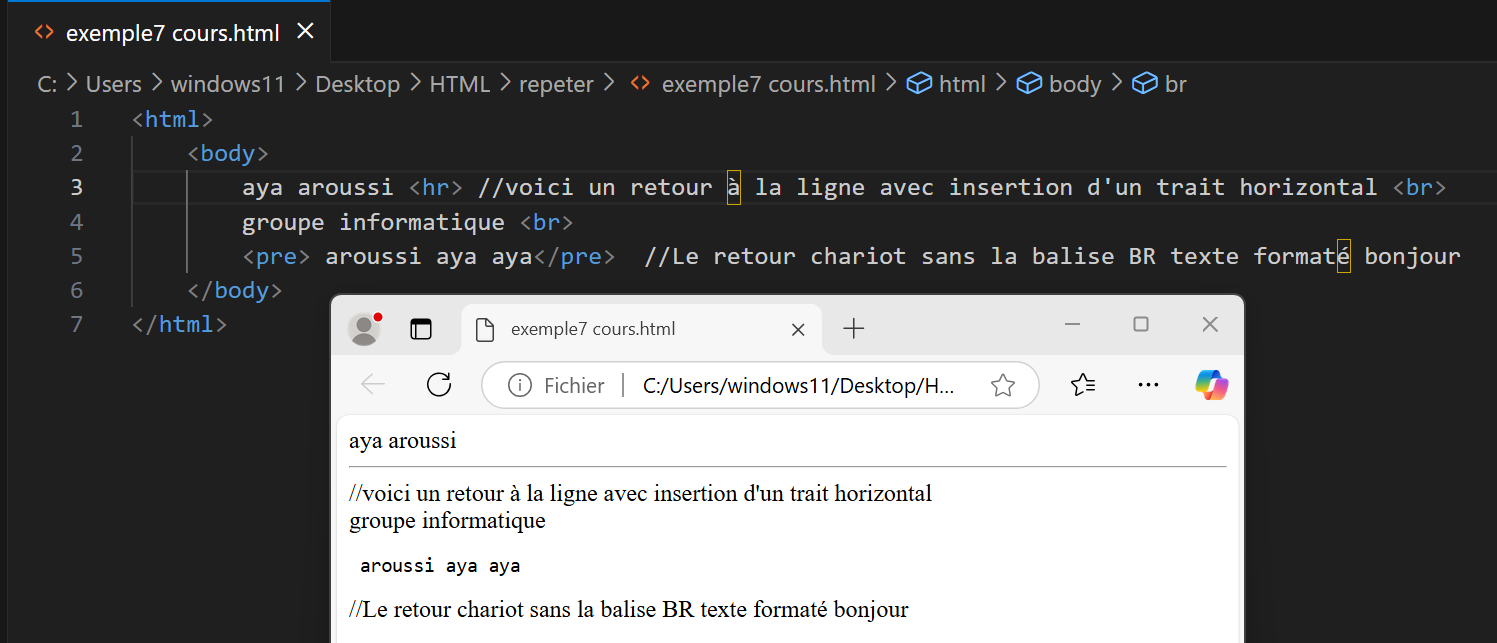 exemple7 cours.html
C: > Users > windows11 > Desktop > HTML > repeter > exemple7 cours.html > html > body > br
1 <html>
2 <body>
3 aya aroussi <hr> //voici un retour à la ligne avec insertion d'un trait horizontal <br>
4 groupe informatique <br>
5 <pre> aroussi aya aya</pre>  //Le retour chariot sans la balise BR texte formaté bonjour
6 </body>
7 </html>
exemple7 cours.html
Fichier | C:/Users/windows11/Desktop/H...
aya aroussi
//voici un retour à la ligne avec insertion d'un trait horizontal
groupe informatique
aroussi aya aya
//Le retour chariot sans la balise BR texte formaté bonjour